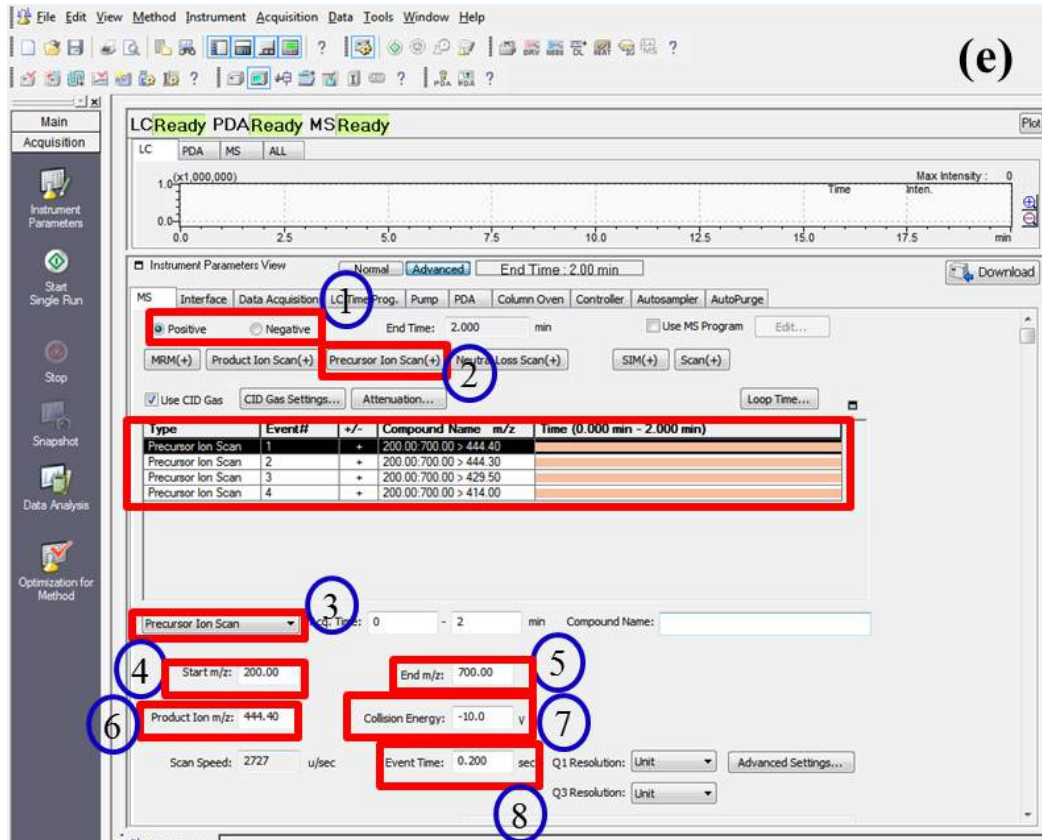 File Edit View Method Instrument Acquisition Data Tools Window Help
(e)
Main
Acquisition
Instrument
Parameters
Start
Single Run
Stop
Snapshot
Data Analysis
Optimization for
Method
LC Ready PDA Ready MS Ready
Plot
LC PDA MS ALL
(x1,000,000)
Max Intensity : 0
1.0
Time Inten.
0.0
0.0 2.5 5.0 7.5 10.0 12.5 15.0 17.5 min
Instrument Parameters View Normal Advanced End Time : 2.00 min Download
MS Interface Data Acquisition LC Time Prog. Pump PDA Column Oven Controller Autosampler AutoPurge
1
Positive Negative End Time: 2.000 min Use MS Program Edit...
MRM(+) Product Ion Scan(+) Precursor Ion Scan(+) Neutral Loss Scan(+) SIM(+) Scan(+)
2
Use CID Gas CID Gas Settings... Attenuation... Loop Time...
Type Event# +/- Compound Name m/z Time (0.000 min - 2.000 min)
Precursor Ion Scan 1 + 200.00:700.00 > 444.40
Precursor Ion Scan 2 + 200.00:700.00 > 444.30
Precursor Ion Scan 3 + 200.00:700.00 > 429.50
Precursor Ion Scan 4 + 200.00:700.00 > 414.00
3
Precursor Ion Scan Acq. Time: 0 - 2 min Compound Name:
4 Start m/z: 200.00 End m/z: 700.00 5
6 Product Ion m/z: 444.40 Collision Energy: -10.0 V 7
Scan Speed: 2727 u/sec Event Time: 0.200 sec Q1 Resolution: Unit Advanced Settings...
Q3 Resolution: Unit
8